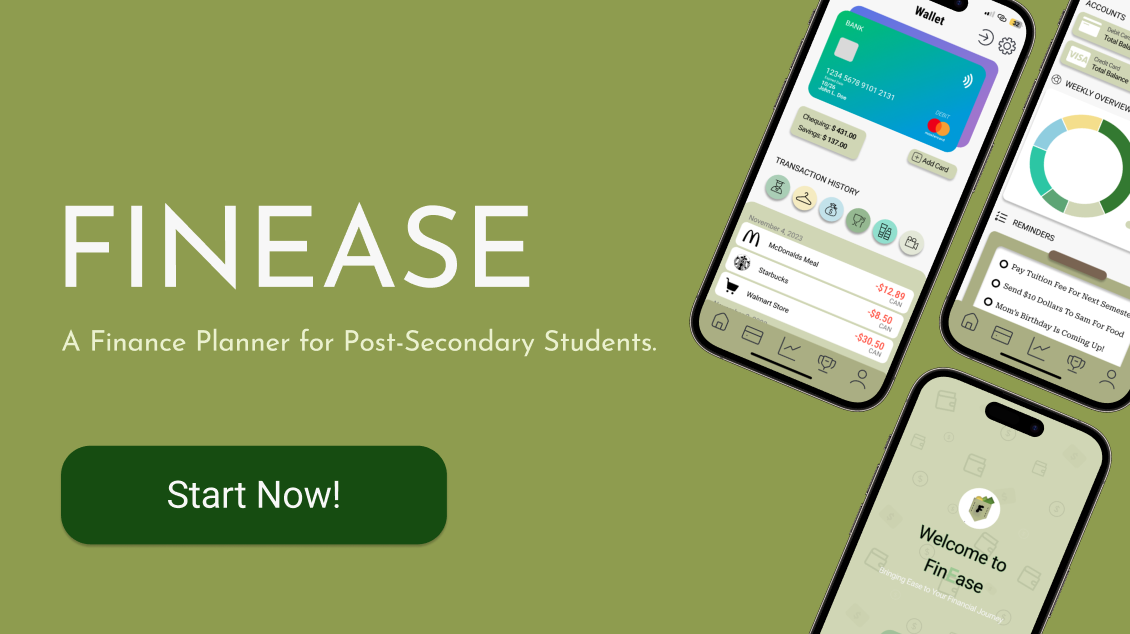 FINEASE
A Finance Planner for Post-Secondary Students.
Start Now!
Wallet
BANK
1234 5678 9101 2131
10/26
John L. Doe
DEBIT
mastercard
Chequing: $ 431.00
Savings: $ 137.00
Add Card
TRANSACTION HISTORY
November 4, 2023
McDonalds Meal
-$12.89
CAN
Starbucks
-$8.50
CAN
Walmart Store
-$30.50
CAN
ACCOUNTS
Debit Card
Total
VISA
Credit Card
Total Balance
WEEKLY OVERVIEW
REMINDERS
Pay Tuition Fee For Next
Send $10 Dollars To Sam For Food
Mom's Birthday Is Coming Up!
F
Welcome to
FinEase
Bringing Ease to Your Financial Journey